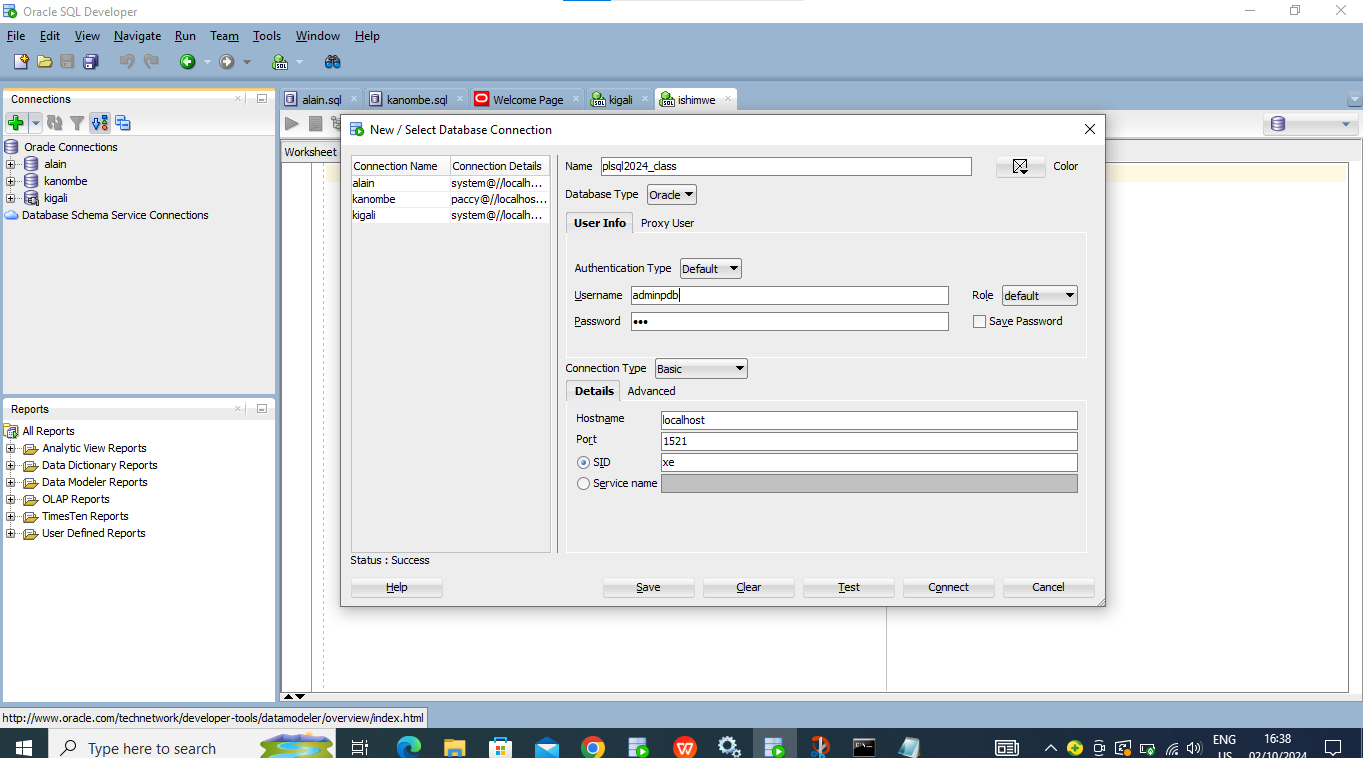 Oracle SQL Developer
File Edit View Navigate Run Team Tools Window Help
SQL
Connections
alain.sql
kanombe.sql
Welcome Page
kigali
ishimwe
Oracle Connections
alain
kanombe
kigali
Database Schema Service Connections
Worksheet
New / Select Database Connection
Connection Name Connection Details
alain system@//localh...
kanombe paccy@//localhos...
kigali system@//localh...
Name plsql2024_class Color
Database Type Oracle
User Info Proxy User
Authentication Type Default
Username adminpdb Role default
Password ••• Save Password
Connection Type Basic
Details Advanced
Hostname localhost
Port 1521
SID xe
Service name
Status : Success
Help Save Clear Test Connect Cancel
Reports
All Reports
Analytic View Reports
Data Dictionary Reports
Data Modeler Reports
OLAP Reports
TimesTen Reports
User Defined Reports
http://www.oracle.com/technetwork/developer-tools/datamodeler/overview/index.html
Type here to search
ENG
US
16:38
02/10/2024